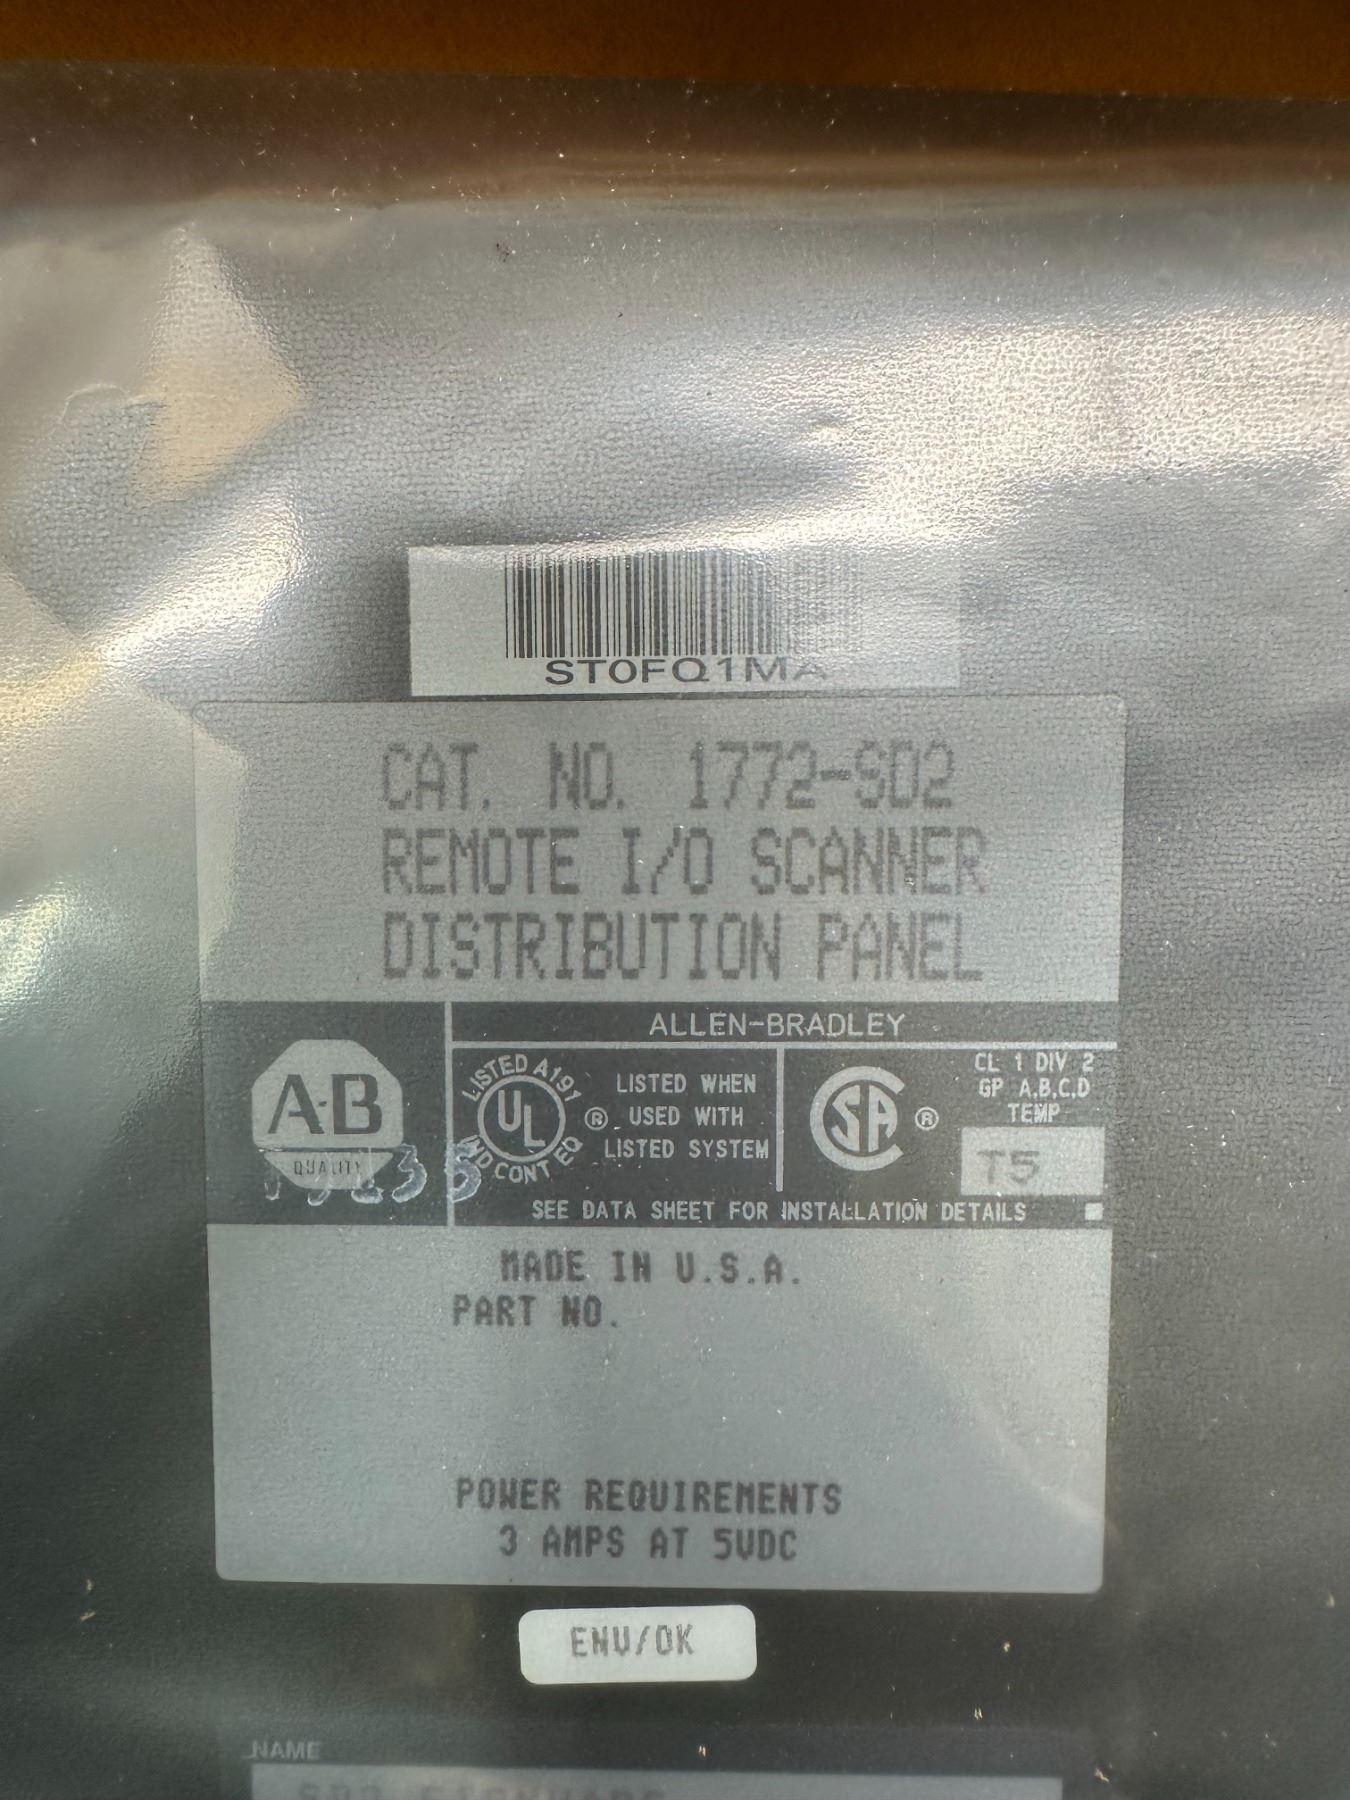 ST0FQ1MA
CAT. NO. 1772-SD2
REMOTE I/O SCANNER
DISTRIBUTION PANEL
ALLEN-BRADLEY
A-B
QUALITY
LISTED A191
UL
IND CONT EQ
®
LISTED WHEN
USED WITH
LISTED SYSTEM
SA
®
CL 1 DIV 2
GP A,B,C,D
TEMP
T5
SEE DATA SHEET FOR INSTALLATION DETAILS
MADE IN U.S.A.
PART NO.
POWER REQUIREMENTS
3 AMPS AT 5VDC
ENV/OK
NAME